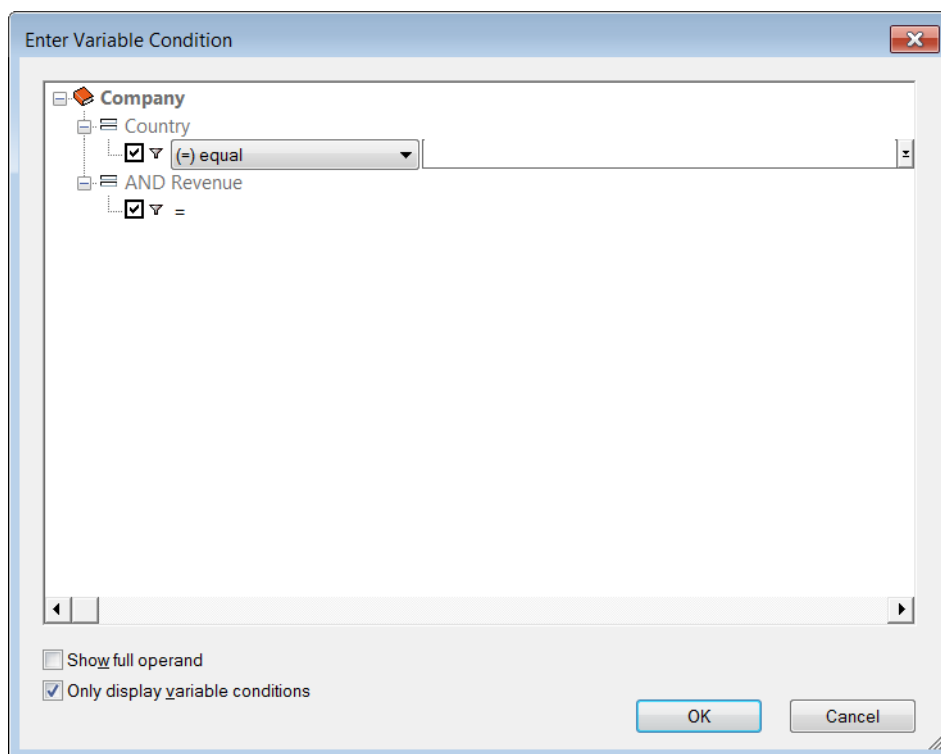 Enter Variable Condition
Company
Country
(=) equal
AND Revenue
=
Show full operand
Only display variable conditions
OK Cancel